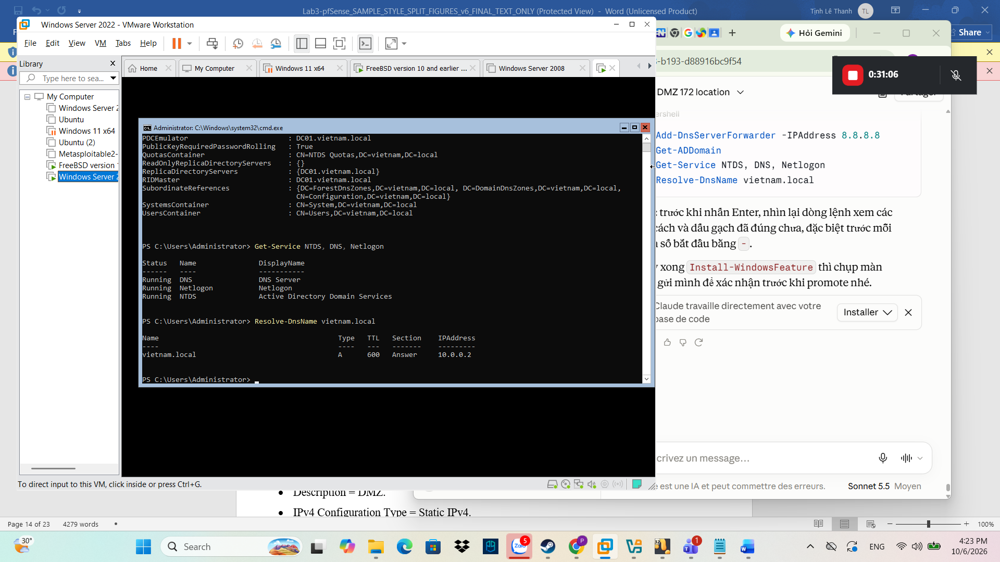 Lab3-pfSense_SAMPLE_STYLE_SPLIT_FIGURES_v6_FINAL_TEXT_ONLY (Protected View) - Word (Unlicensed Product)
Tịnh Lê Thanh
TL
Share
Windows Server 2022 - VMware Workstation
File Edit View VM Tabs Help
Library
Type here to sea...
Home
My Computer
Windows 11 x64
FreeBSD version 10 and earlier ...
Windows Server 2008
My Computer
Windows Server 2
Ubuntu
Windows 11 x64
Ubuntu (2)
Metasploitable2-
FreeBSD version
Windows Server 2
Administrator: C:\Windows\system32\cmd.exe
PDCEmulator : DC01.vietnam.local
PublicKeyRequiredPasswordRolling : True
QuotasContainer : CN=NTDS Quotas,DC=vietnam,DC=local
ReadOnlyReplicaDirectoryServers : {}
ReplicaDirectoryServers : {DC01.vietnam.local}
RIDMaster : DC01.vietnam.local
SubordinateReferences : {DC=ForestDnsZones,DC=vietnam,DC=local, DC=DomainDnsZones,DC=vietnam,DC=local,
CN=Configuration,DC=vietnam,DC=local}
SystemsContainer : CN=System,DC=vietnam,DC=local
UsersContainer : CN=Users,DC=vietnam,DC=local
PS C:\Users\Administrator> Get-Service NTDS, DNS, Netlogon
Status Name DisplayName
------ ---- -----------
Running DNS DNS Server
Running Netlogon Netlogon
Running NTDS Active Directory Domain Services
PS C:\Users\Administrator> Resolve-DnsName vietnam.local
Name Type TTL Section IPAddress
---- ---- --- ------- ---------
vietnam.local A 600 Answer 10.0.0.2
PS C:\Users\Administrator>
To direct input to this VM, click inside or press Ctrl+G.
Hỏi Gemini
-b193-d88916bc9f54
0:31:06
DMZ 172 location
ershell
Add-DnsServerForwarder -IPAddress 8.8.8.8
Get-ADDomain
Get-Service NTDS, DNS, Netlogon
Resolve-DnsName vietnam.local
trước khi nhấn Enter, nhìn lại dòng lệnh xem các
cách và dấu gạch đã đúng chưa, đặc biệt trước mỗi
số bắt đầu bằng -.
xong Install-WindowsFeature thì chụp màn
gửi mình để xác nhận trước khi promote nhé.
Claude travaille directement avec votre
base de code
Installer
crivez un message...
est une IA et peut commettre des erreurs.
Sonnet 5.5 Moyen
• Description = DMZ.
• IPv4 Configuration Type = Static IPv4.
Page 14 of 23 4279 words
100%
30°
Search
5
P
32
1
ENG
4:23 PM
10/6/2026